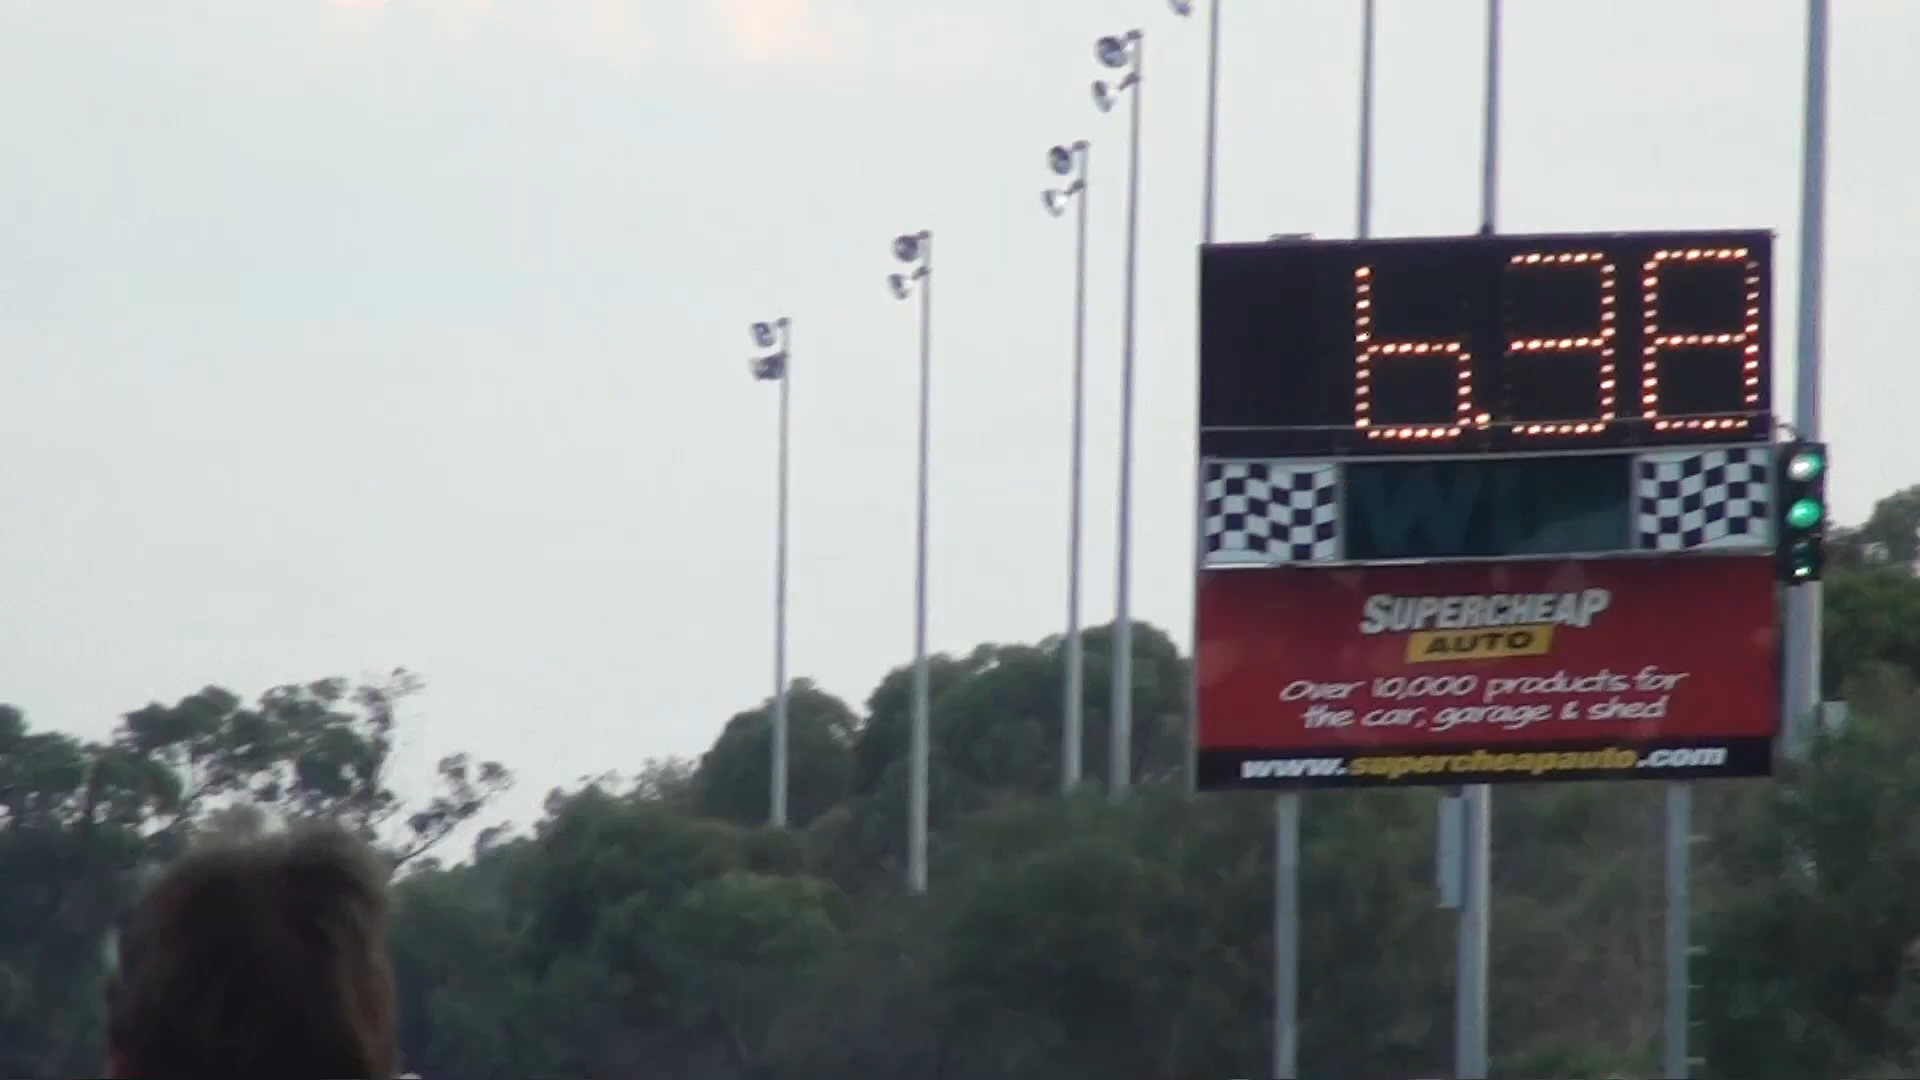 6.38
SUPERCHEAP
AUTO
Over 10,000 products for
the car, garage & shed
www.supercheapauto.com